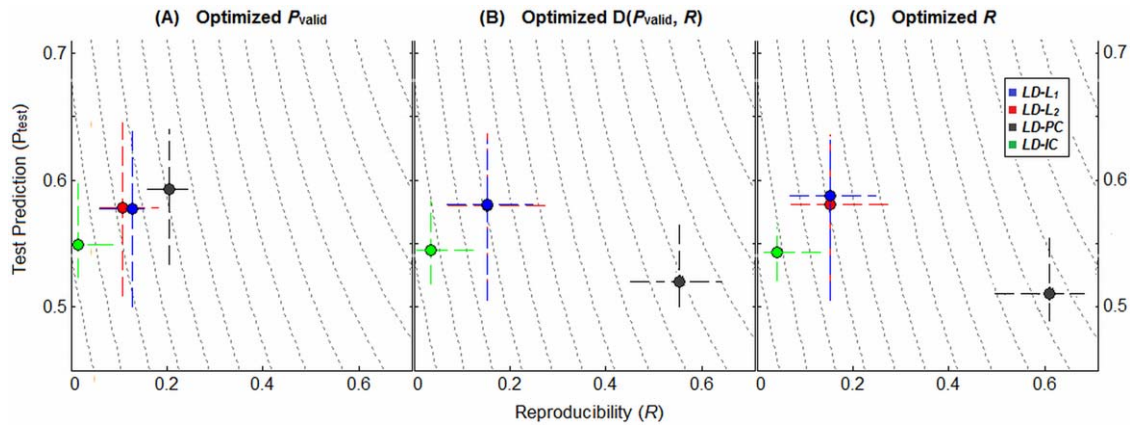 (A) Optimized Pvalid
(B) Optimized D(Pvalid, R)
(C) Optimized R
Test Prediction (Ptest)
0.7
0.6
0.5
0.7
0.6
0.5
LD-L1
LD-L2
LD-PC
LD-IC
0 0.2 0.4 0.6
0 0.2 0.4 0.6
0 0.2 0.4 0.6
Reproducibility (R)